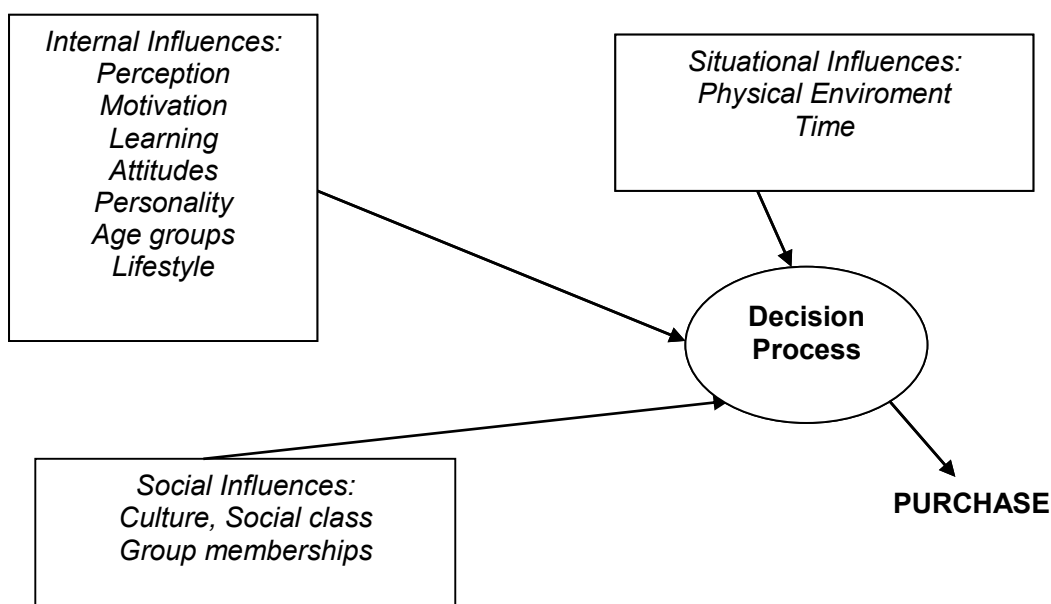 Internal Influences:
Perception
Motivation
Learning
Attitudes
Personality
Age groups
Lifestyle
Situational Influences:
Physical Enviroment
Time
Decision
Process
Social Influences:
Culture, Social class
Group memberships
PURCHASE